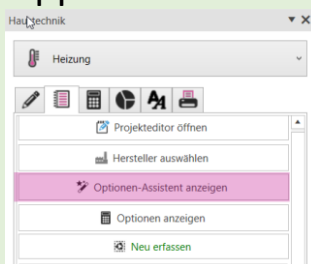 Haustechnik
Heizung
Projekteditor öffnen
Hersteller auswählen
Optionen-Assistent anzeigen
Optionen anzeigen
Neu erfassen